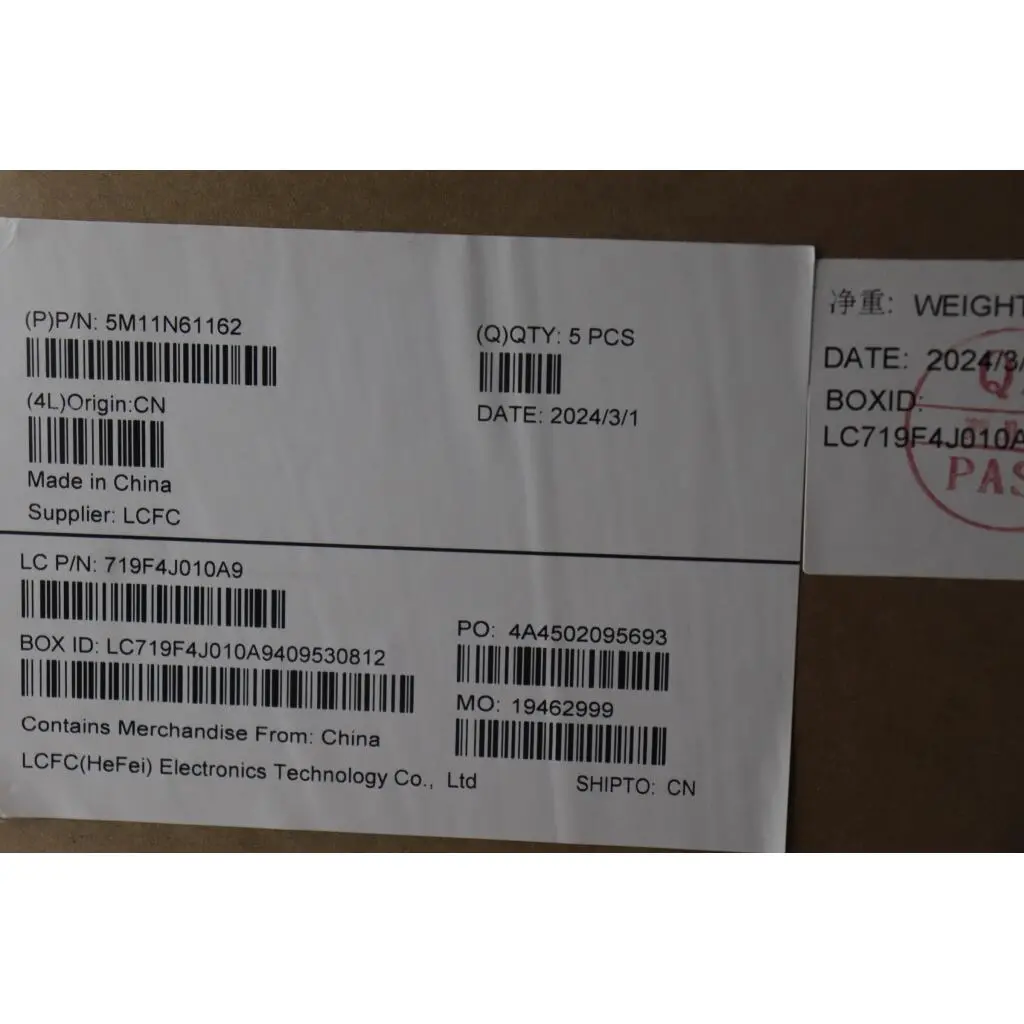 (P)P/N: 5M11N61162
(Q)QTY: 5 PCS
(4L)Origin:CN
DATE: 2024/3/1
Made in China
Supplier: LCFC
LC P/N: 719F4J010A9
PO: 4A4502095693
BOX ID: LC719F4J010A9409530812
MO: 19462999
Contains Merchandise From: China
LCFC(HeFei) Electronics Technology Co., Ltd
SHIPTO: CN
净重: WEIGHT
DATE: 2024/3/
BOXID:
LC719F4J010A
Q
PAS